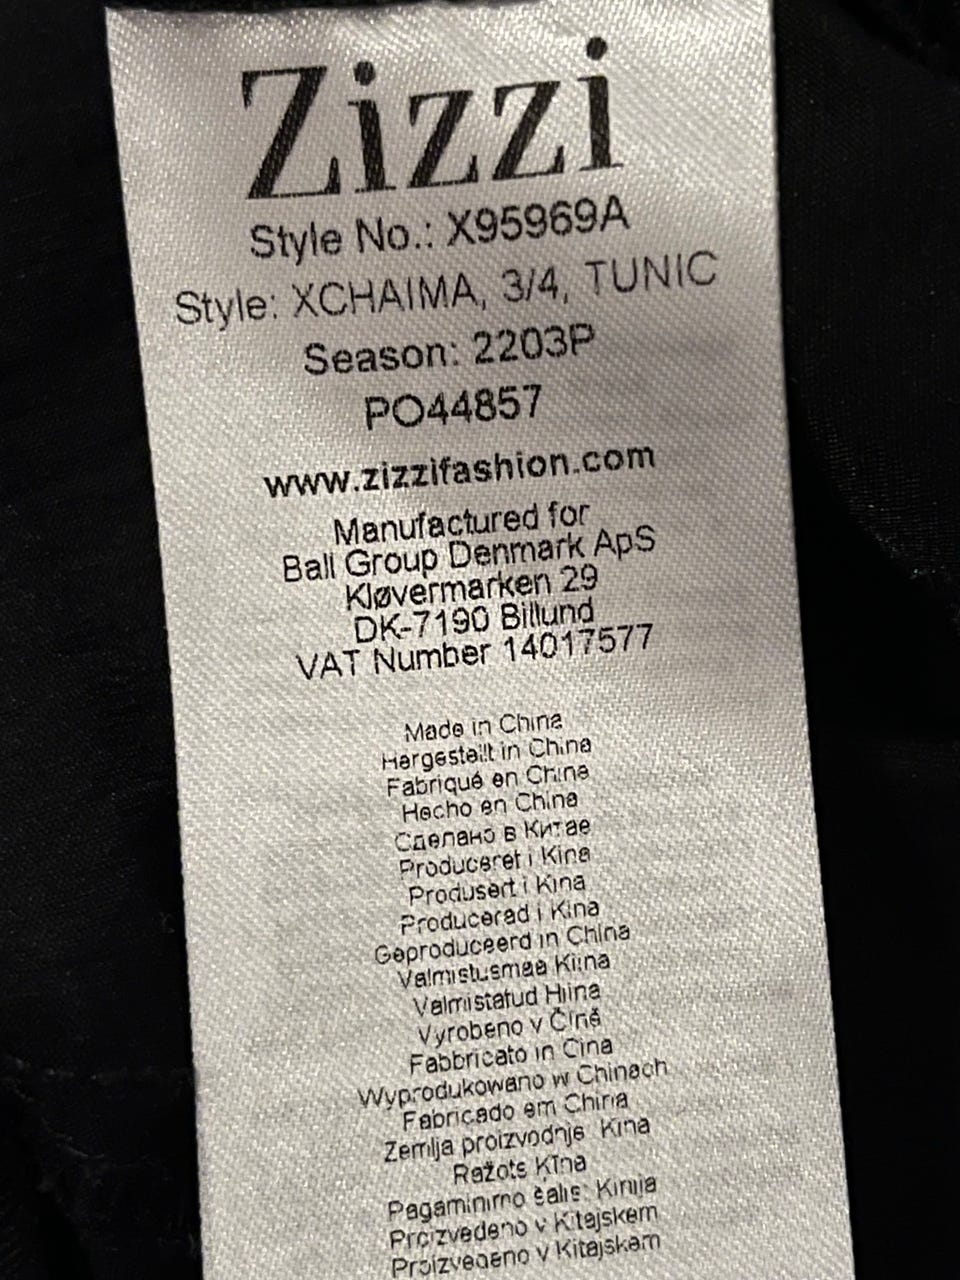 Zizzi
Style No.: X95969A
Style: XCHAIMA, 3/4, TUNIC
Season: 2203P
PO44857
www.zizzifashion.com
Manufactured for
Ball Group Denmark ApS
Kløvermarken 29
DK-7190 Billund
VAT Number 14017577
Made in China
Hergestellt in China
Fabriqué en China
Hecho en China
Сделано в Китае
Produceret i Kina
Produsert i Kina
Producerad i Kina
Geproduceerd in China
Valmistusmaa Kiina
Valmistatud Hiina
Vyrobeno v Číně
Fabbricato in Cina
Wyprodukowano w Chinach
Fabricado em China
Zemlja proizvodnje Kina
Ražots Ķīna
Pagaminimo šalis: Kinija
Proizvedeno v Kitajskem
Proizvedeno v Kitajskem